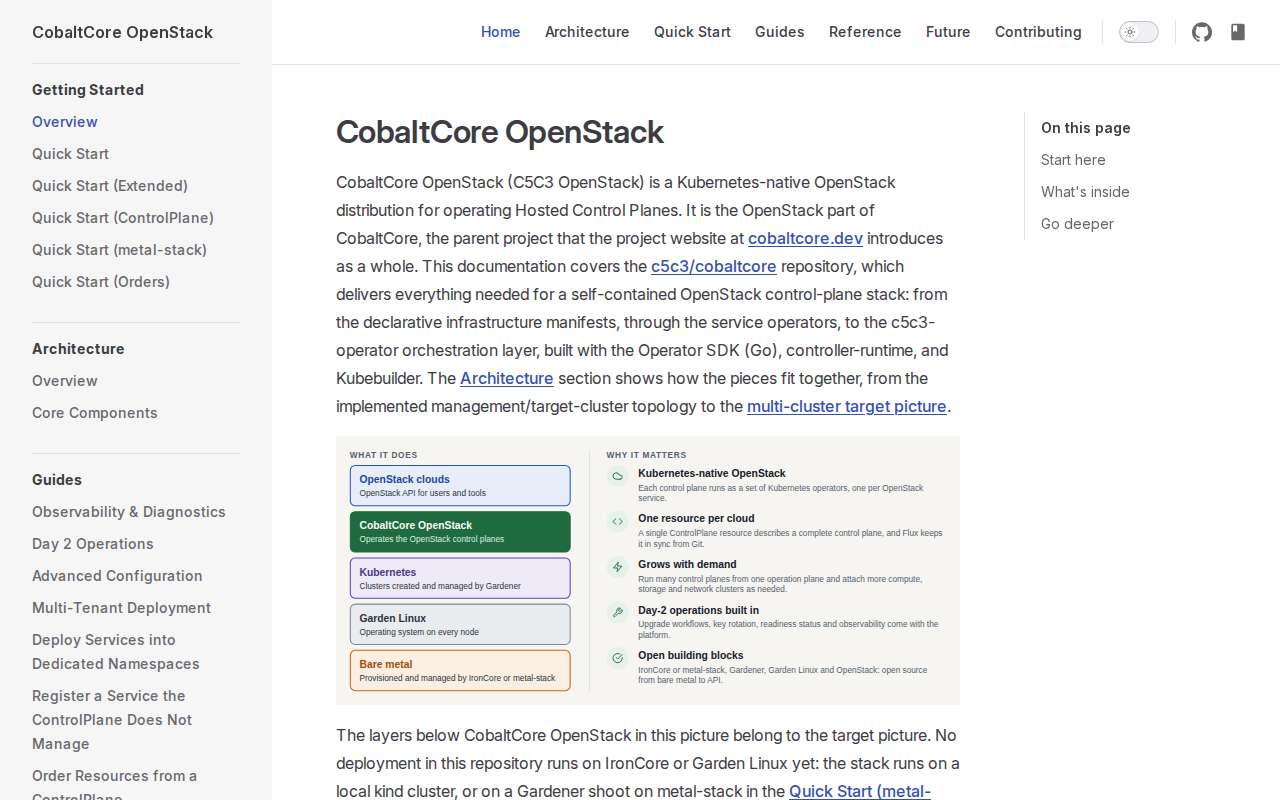 CobaltCore OpenStack
Home
Architecture
Quick Start
Guides
Reference
Future
Contributing
Getting Started
Overview
Quick Start
Quick Start (Extended)
Quick Start (ControlPlane)
Quick Start (metal-stack)
Quick Start (Orders)
Architecture
Overview
Core Components
Guides
Observability & Diagnostics
Day 2 Operations
Advanced Configuration
Multi-Tenant Deployment
Deploy Services into
Dedicated Namespaces
Register a Service the
ControlPlane Does Not
Manage
Order Resources from a
ControlPlane
CobaltCore OpenStack
CobaltCore OpenStack (C5C3 OpenStack) is a Kubernetes-native OpenStack
distribution for operating Hosted Control Planes. It is the OpenStack part of
CobaltCore, the parent project that the project website at cobaltcore.dev introduces
as a whole. This documentation covers the c5c3/cobaltcore repository, which
delivers everything needed for a self-contained OpenStack control-plane stack: from
the declarative infrastructure manifests, through the service operators, to the c5c3-
operator orchestration layer, built with the Operator SDK (Go), controller-runtime, and
Kubebuilder. The Architecture section shows how the pieces fit together, from the
implemented management/target-cluster topology to the multi-cluster target picture.
WHAT IT DOES
OpenStack clouds
OpenStack API for users and tools
CobaltCore OpenStack
Operates the OpenStack control planes
Kubernetes
Clusters created and managed by Gardener
Garden Linux
Operating system on every node
Bare metal
Provisioned and managed by IronCore or metal-stack
WHY IT MATTERS
Kubernetes-native OpenStack
Each control plane runs as a set of Kubernetes operators, one per OpenStack
service.
One resource per cloud
A single ControlPlane resource describes a complete control plane, and Flux keeps
it in sync from Git.
Grows with demand
Run many control planes from one operation plane and attach more compute,
storage and network clusters as needed.
Day-2 operations built in
Upgrade workflows, key rotation, readiness status and observability come with the
platform.
Open building blocks
IronCore or metal-stack, Gardener, Garden Linux and OpenStack: open source
from bare metal to API.
The layers below CobaltCore OpenStack in this picture belong to the target picture. No
deployment in this repository runs on IronCore or Garden Linux yet: the stack runs on a
local kind cluster, or on a Gardener shoot on metal-stack in the Quick Start (metal-
On this page
Start here
What's inside
Go deeper